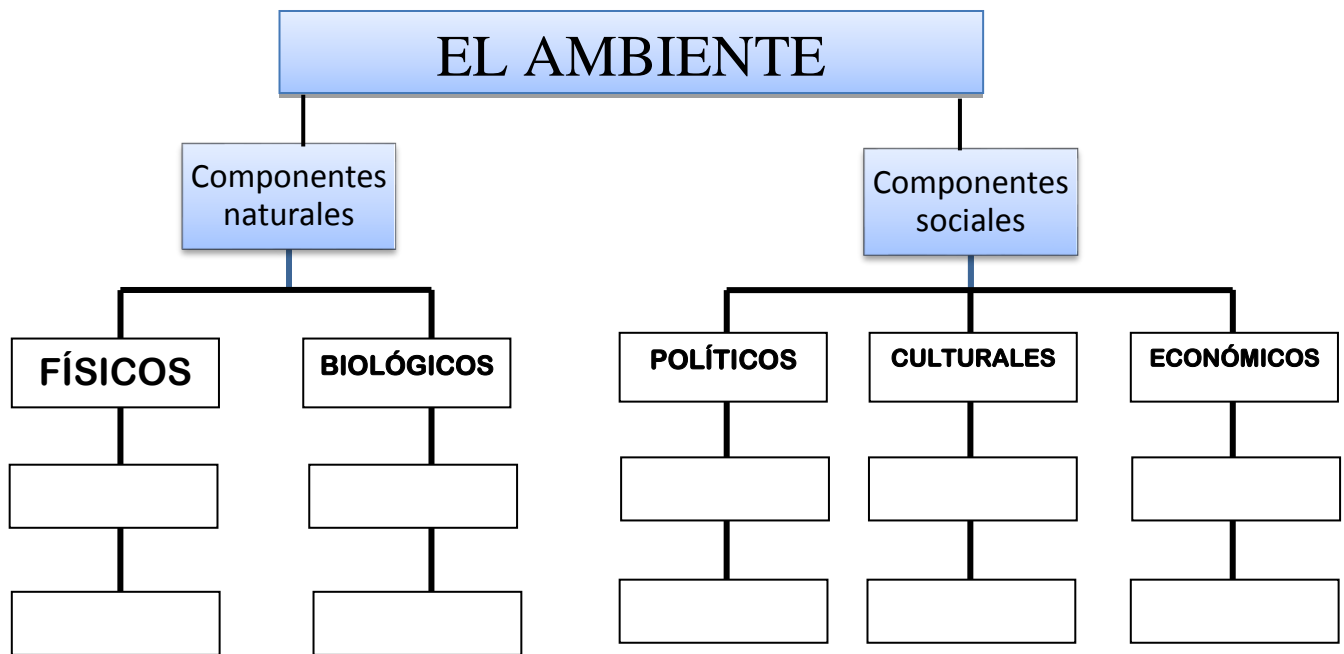 EL AMBIENTE
Componentes
naturales
Componentes
sociales
FÍSICOS
BIOLÓGICOS
POLÍTICOS
CULTURALES
ECONÓMICOS